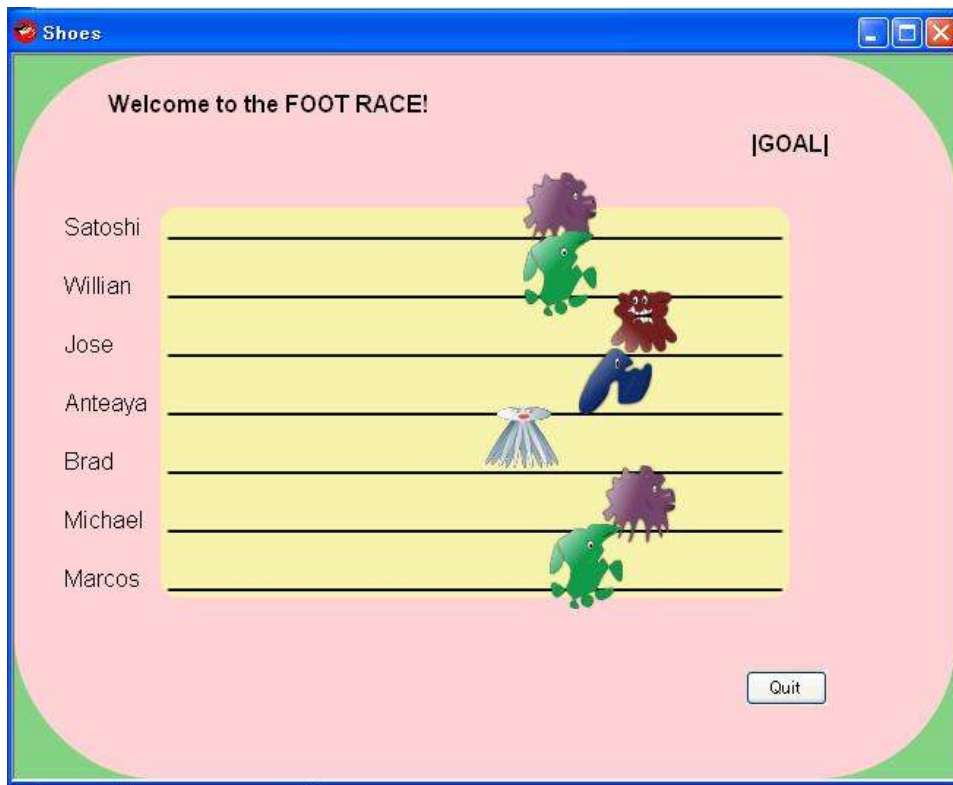 Shoes
Welcome to the FOOT RACE!
|GOAL|
Satoshi
Willian
Jose
Anteaya
Brad
Michael
Marcos
Quit